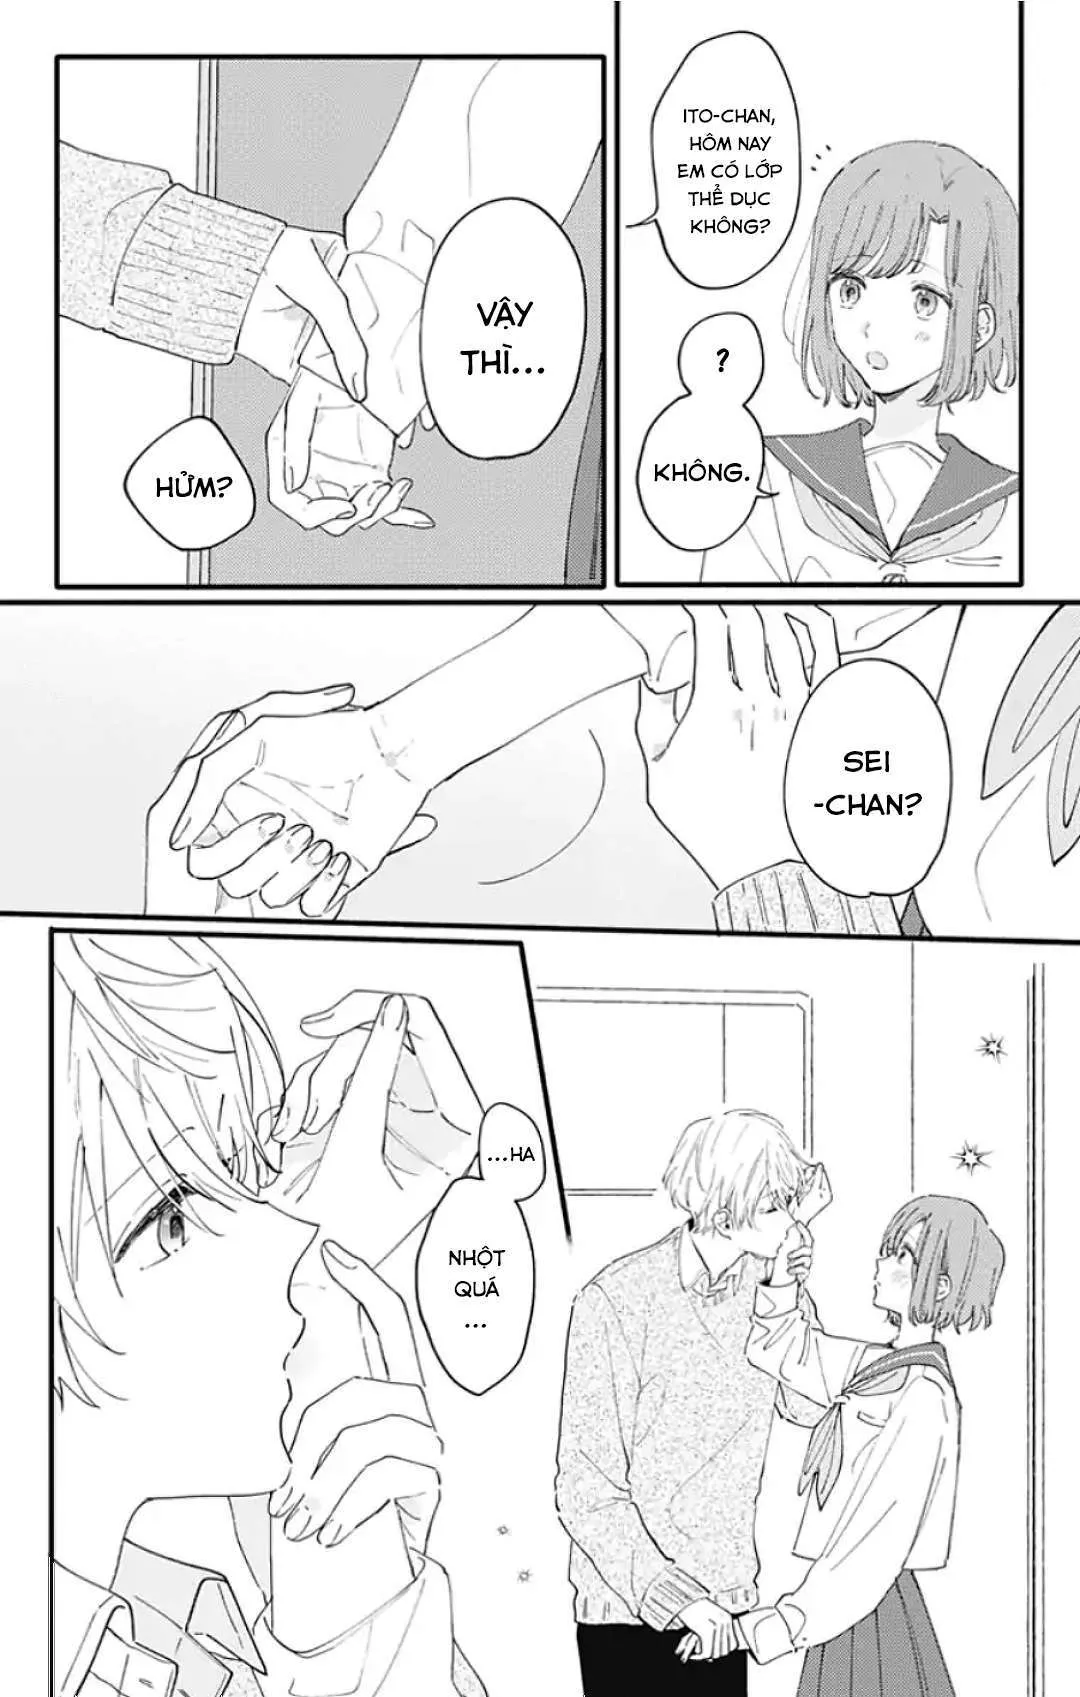 ITO-CHAN,
HÔM NAY
EM CÓ LỚP
THỂ DỤC
KHÔNG?
?
KHÔNG.
VẬY
THÌ...
HỬM?
SEI
-CHAN?
...HA
NHỘT
QUÁ
...